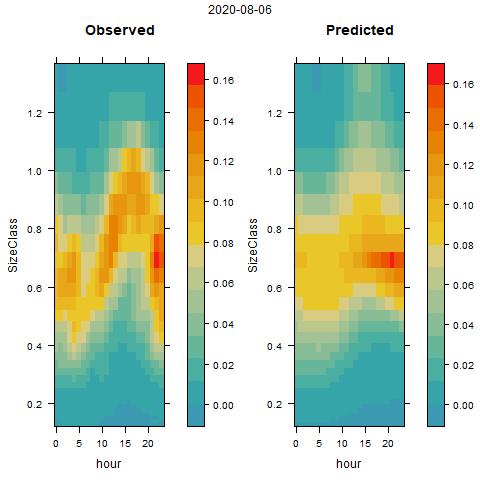 2020-08-06
Observed Predicted
0.16 0.16
0.14 0.14
1.2 1.2
0.12 0.12
1.0 1.0
0.10 0.10
SizeClass 0.8 SizeClass 0.8
0.08 0.08
0.06 0.06
0.6 0.6
0.04 0.04
0.4 0.4
0.02 0.02
0.2 0.00 0.2 0.00
0 5 10 15 20 0 5 10 15 20
hour hour